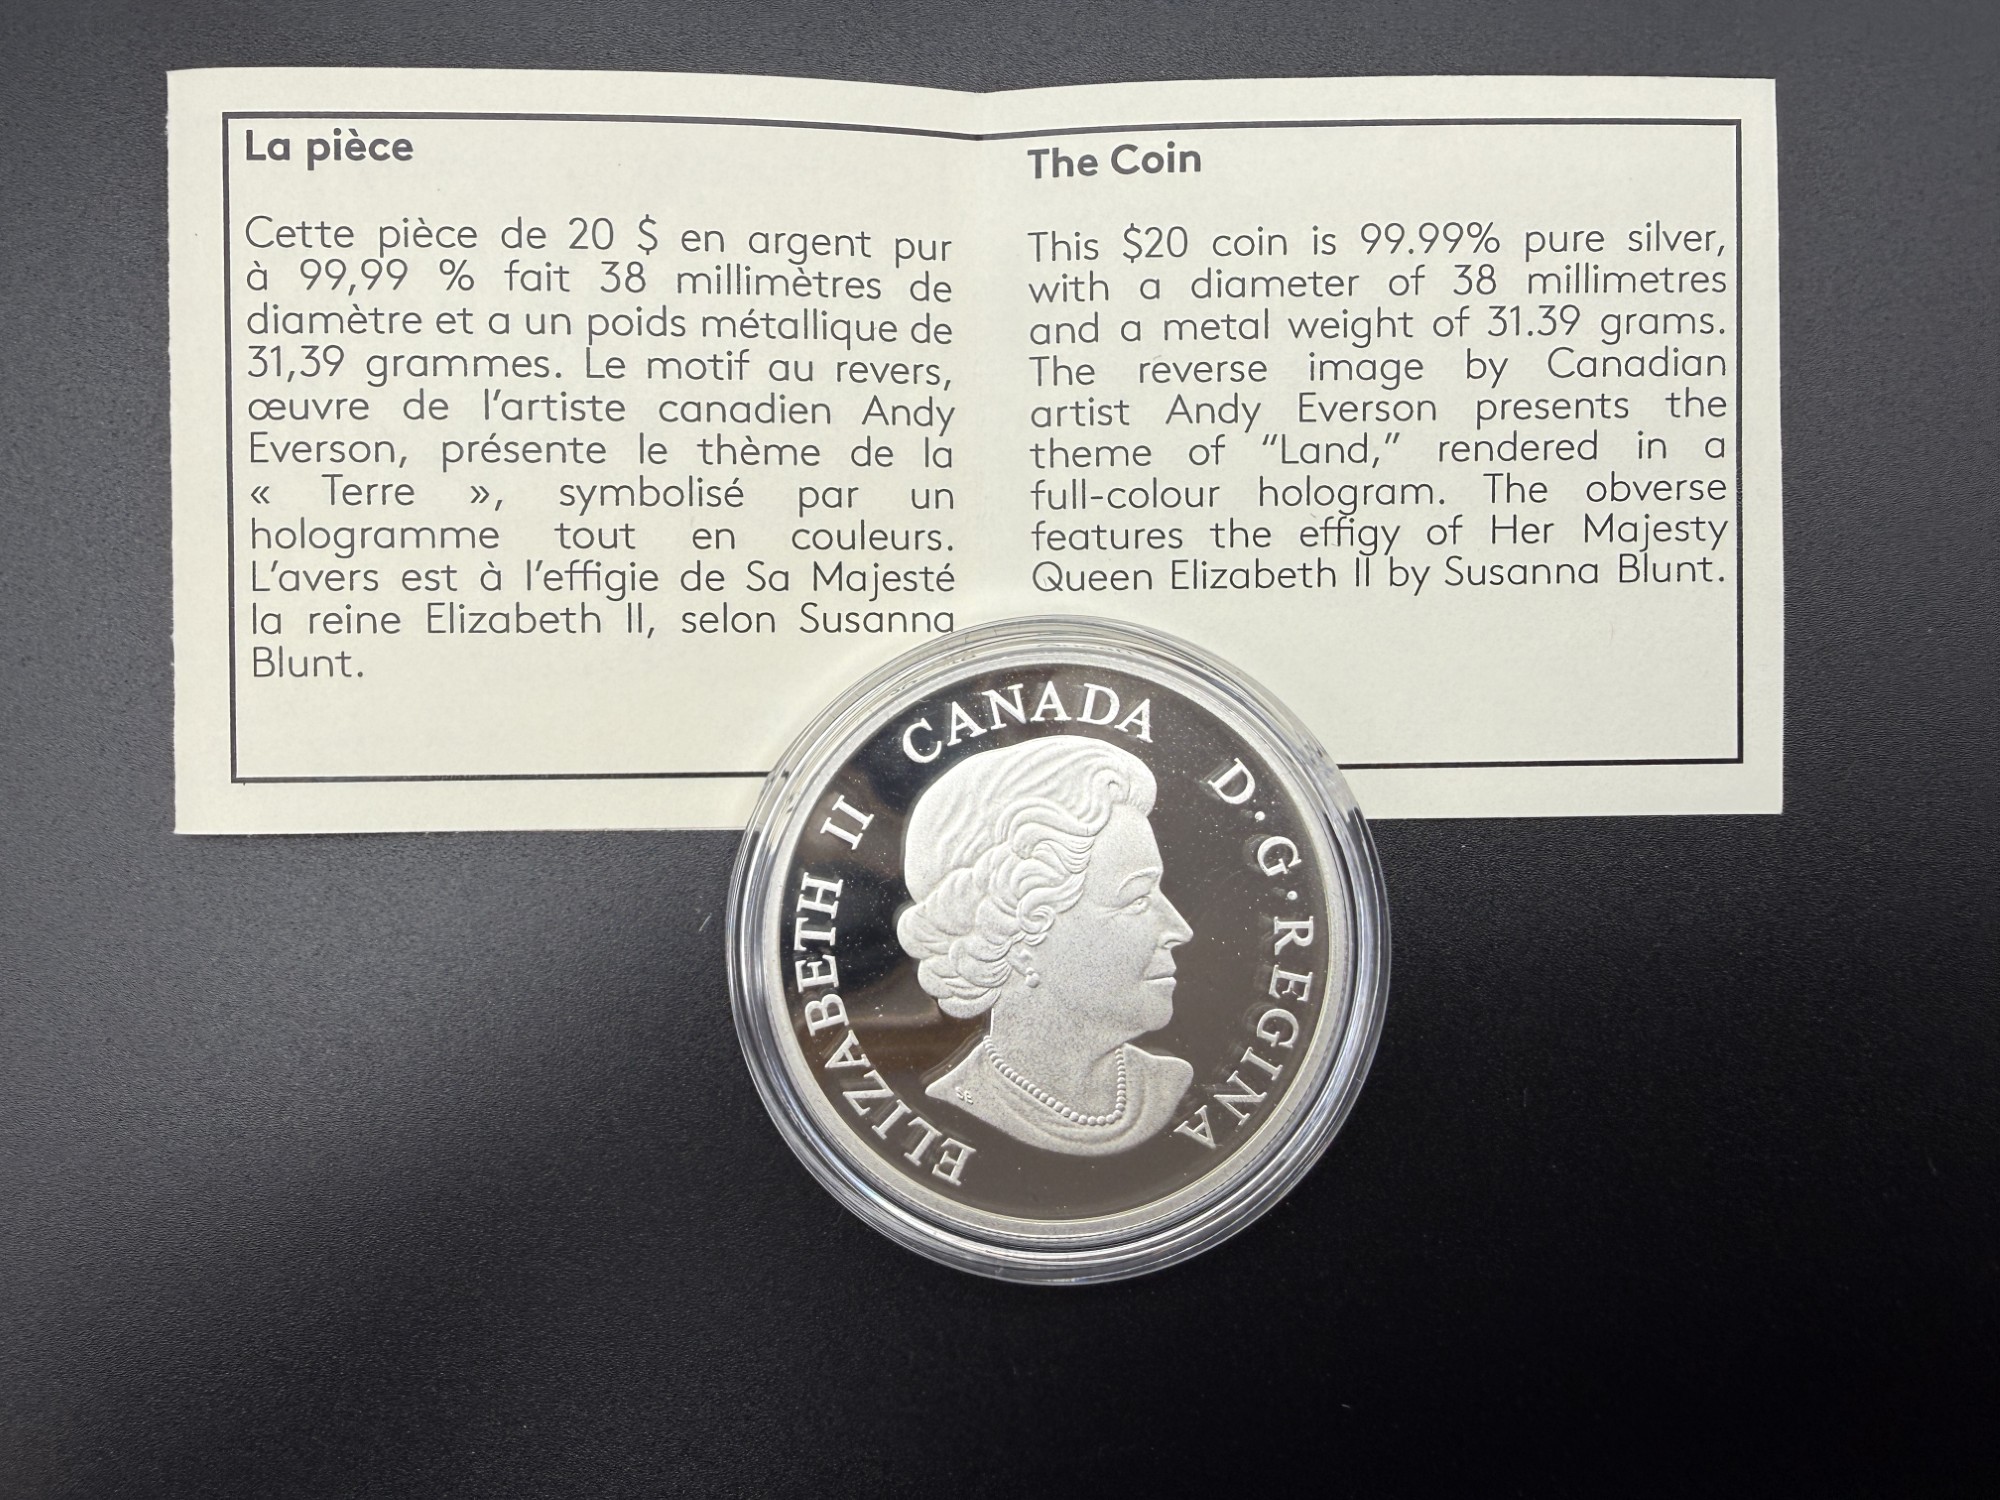 La pièce
Cette pièce de 20 $ en argent pur
à 99,99 % fait 38 millimètres de
diamètre et a un poids métallique de
31,39 grammes. Le motif au revers,
œuvre de l'artiste canadien Andy
Everson, présente le thème de la
« Terre », symbolisé par un
hologramme tout en couleurs.
L'avers est à l'effigie de Sa Majesté
la reine Elizabeth II, selon Susanna
Blunt.
The Coin
This $20 coin is 99.99% pure silver,
with a diameter of 38 millimetres
and a metal weight of 31.39 grams.
The reverse image by Canadian
artist Andy Everson presents the
theme of “Land,” rendered in a
full-colour hologram. The obverse
features the effigy of Her Majesty
Queen Elizabeth II by Susanna Blunt.
ELIZABETH II CANADA D·G·REGINA
SB